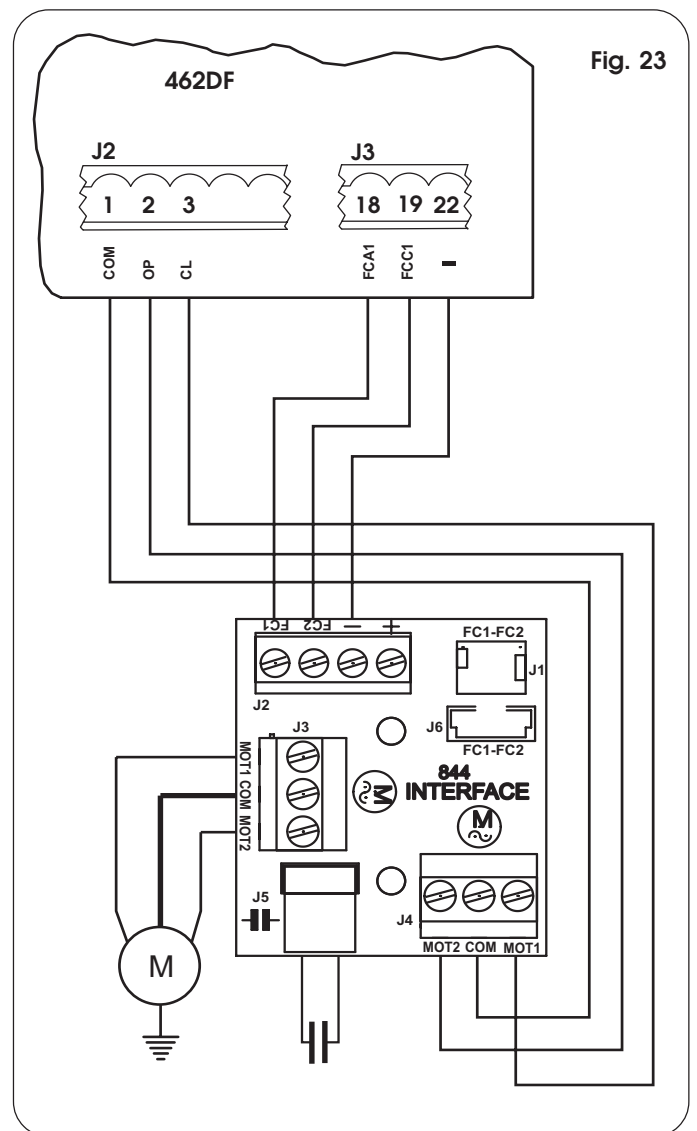 Fig. 23
462DF
J2
J3
1 2 3
18 19 22
COM OP CL
FCA1 FCC1 -
FC1 FC2 - +
FC1-FC2
J1
J2
J3
J6
FC1-FC2
MOT1 COM MOT2
844
INTERFACE
M
M
J5
J4
MOT2 COM MOT1
M